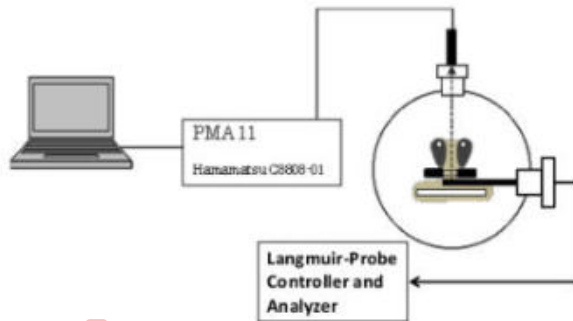 PMA 11
Hamamatsu C8808-01
Langmuir-Probe
Controller and
Analyzer